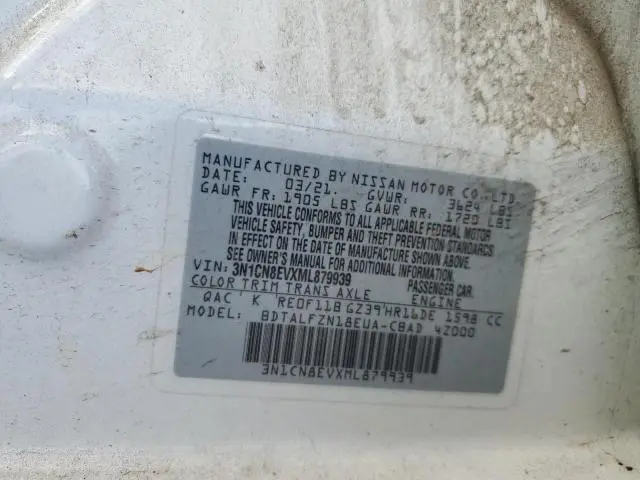 MANUFACTURED BY NISSAN MOTOR CO.,LTD.
DATE: 03/21. GVWR: 3624 LBS
GAWR FR: 1905 LBS GAWR RR: 1720 LBS
THIS VEHICLE CONFORMS TO ALL APPLICABLE FEDERAL MOTOR
VEHICLE SAFETY, BUMPER AND THEFT PREVENTION STANDARDS
IN EFFECT ON THE DATE OF MANUFACTURE SHOWN ABOVE.
SEE OWNER'S MANUAL FOR FURTHER INFORMATION
VIN: 3N1CN8EVXML879939 PASSENGER CAR.
COLOR TRIM TRANS AXLE ENGINE
QAC K RE0F11B GZ39 HR16DE 1598 CC
MODEL: BDTALFZN18EUA-CBAD 4Z000
3N1CN8EVXML879939